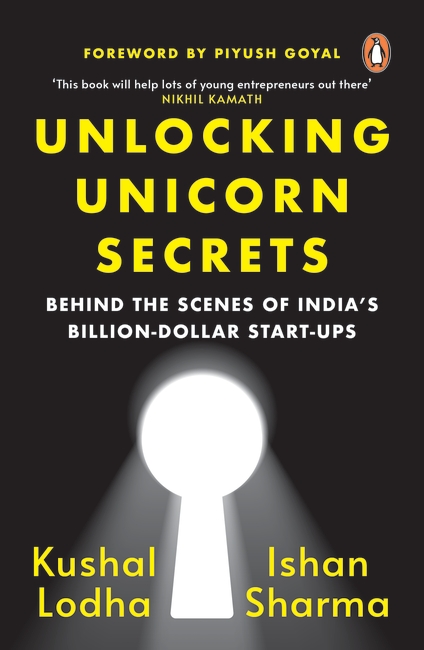 FOREWORD BY PIYUSH GOYAL
‘This book will help lots of young entrepreneurs out there’
NIKHIL KAMATH
UNLOCKING
UNICORN
SECRETS
BEHIND THE SCENES OF INDIA’S
BILLION-DOLLAR START-UPS
Kushal
Lodha
Ishan
Sharma